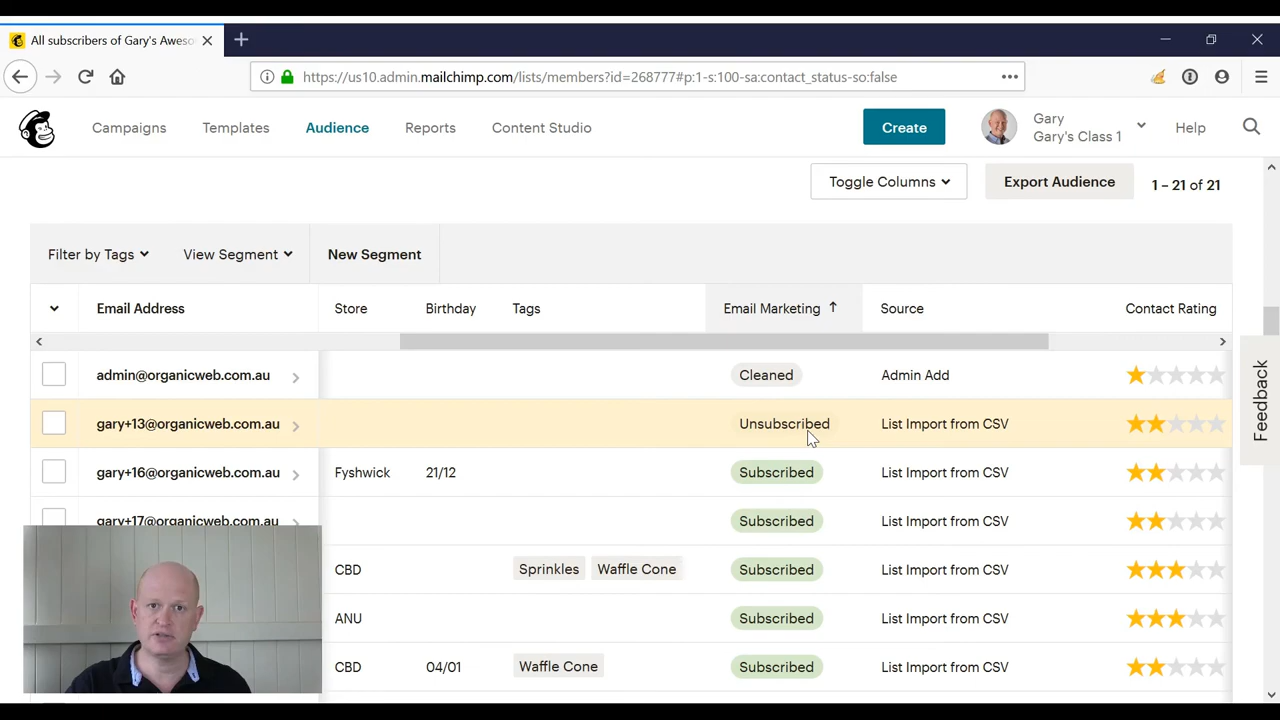 All subscribers of Gary's Aweso
https://us10.admin.mailchimp.com/lists/members?id=268777#p:1-s:100-sa:contact_status-so:false
Campaigns Templates Audience Reports Content Studio Create Gary Help
Gary's Class 1
Toggle Columns Export Audience 1 – 21 of 21
Filter by Tags View Segment New Segment
Email Address Store Birthday Tags Email Marketing Source Contact Rating
admin@organicweb.com.au Cleaned Admin Add
gary+13@organicweb.com.au Unsubscribed List Import from CSV
gary+16@organicweb.com.au Fyshwick 21/12 Subscribed List Import from CSV
gary+17@organicweb.com.au Subscribed List Import from CSV
CBD Sprinkles Waffle Cone Subscribed List Import from CSV
ANU Subscribed List Import from CSV
CBD 04/01 Waffle Cone Subscribed List Import from CSV
Feedback